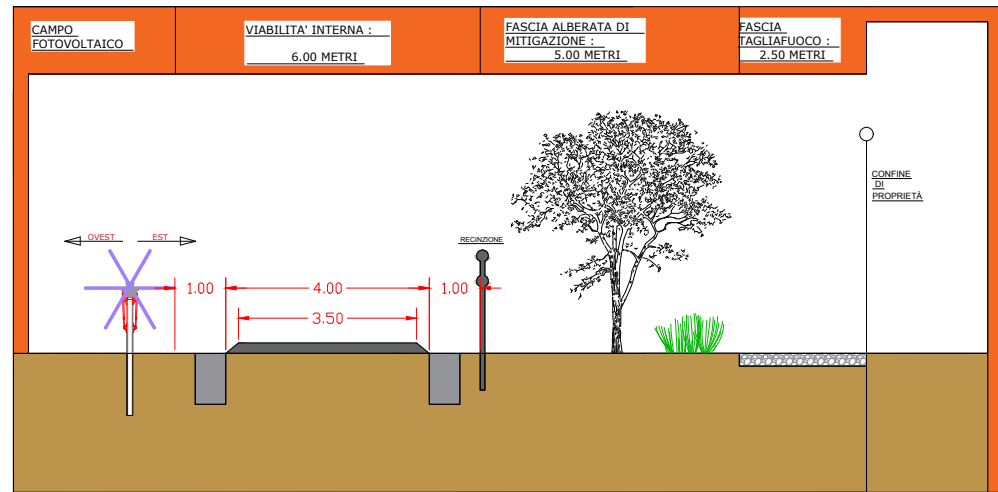 CAMPO
FOTOVOLTAICO
VIABILITA' INTERNA :
6.00 METRI
FASCIA ALBERATA DI
MITIGAZIONE :
5.00 METRI
FASCIA
TAGLIAFUOCO :
2.50 METRI
CONFINE
DI
PROPRIETÀ
OVEST
EST
RECINZIONE
1.00
4.00
1.00
3.50